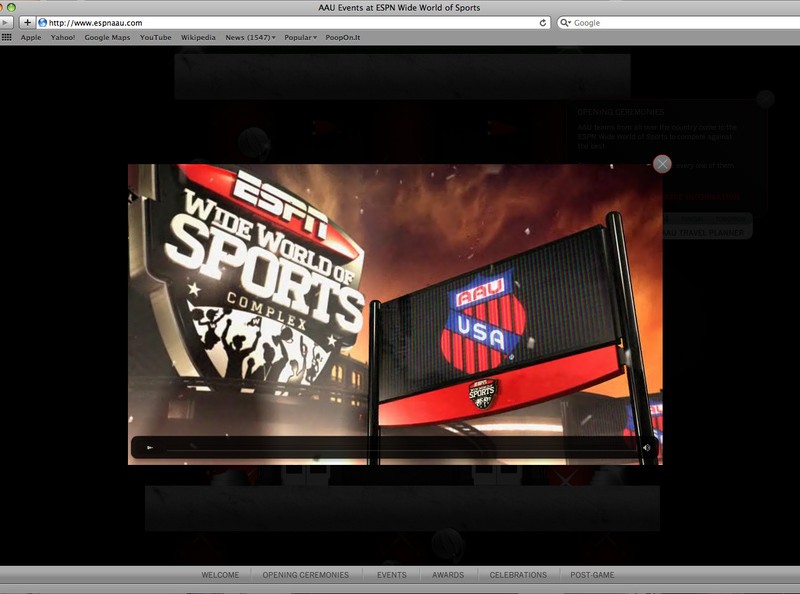 AAU Events at ESPN Wide World of Sports
http://www.espnaau.com
Google
Apple Yahoo! Google Maps YouTube Wikipedia News (1547) Popular PoopOn.It
OPENING CEREMONIES
AAU teams from all over the country come to the
ESPN Wide World of Sports to compete against
the best.
every one of them
AND TRAVEL PLANNER
ESPN
WIDE WORLD OF
SPORTS
COMPLEX
AAU
USA
ESPN
WIDE WORLD OF
SPORTS
WELCOME OPENING CEREMONIES EVENTS AWARDS CELEBRATIONS POST-GAME